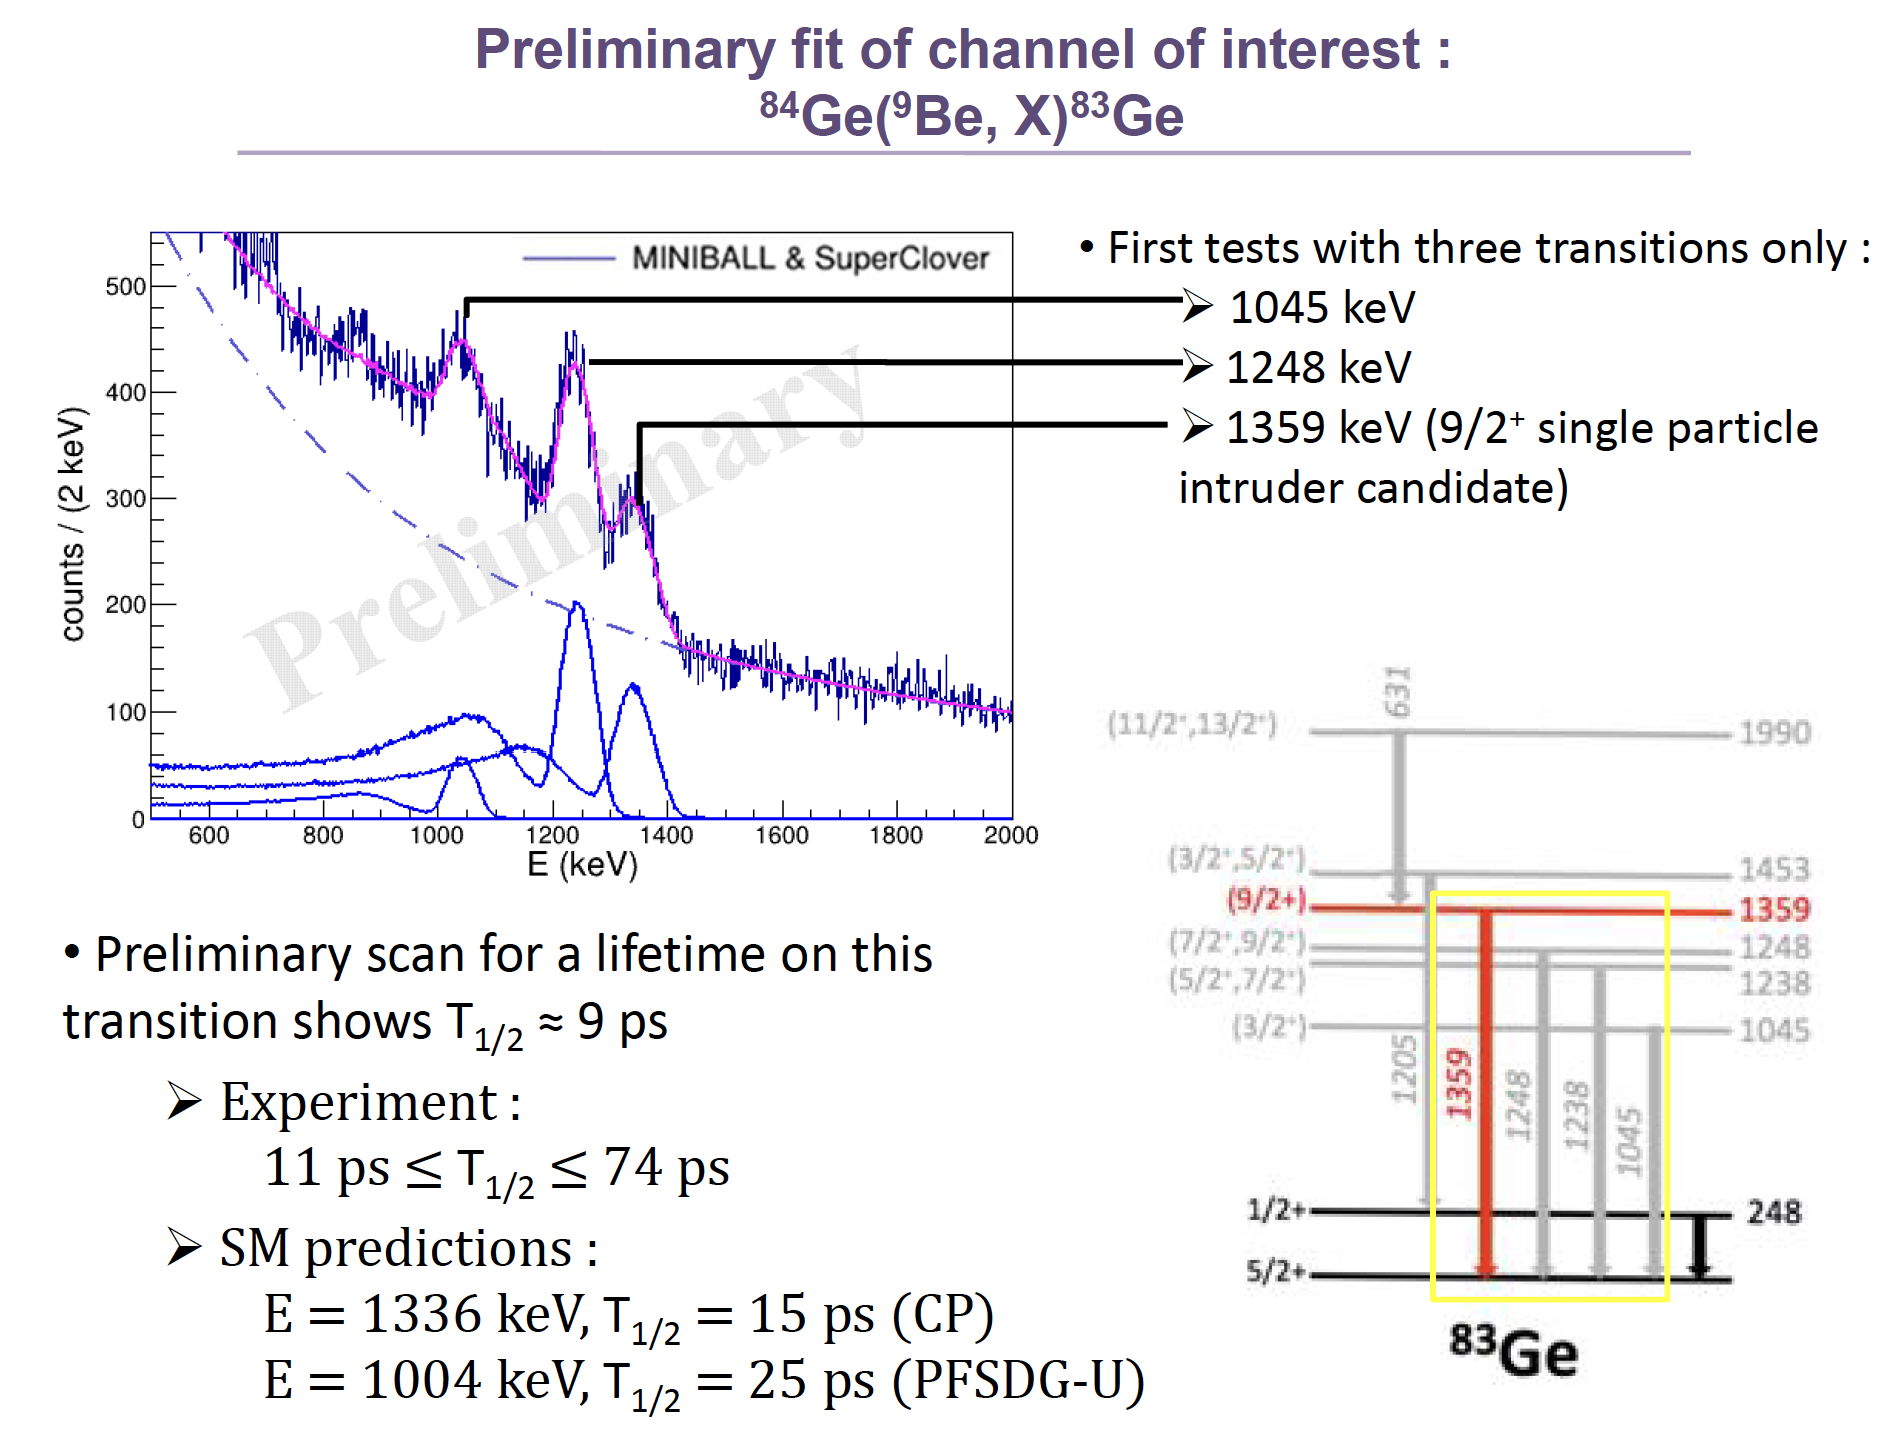 Preliminary fit of channel of interest :
⁸⁴Ge(⁹Be, X)⁸³Ge
MINIBALL & SuperClover
500
400
300
200
100
0
counts / (2 keV)
600 800 1000 1200 1400 1600 1800 2000
E (keV)
Preliminary
• First tests with three transitions only :
➢ 1045 keV
➢ 1248 keV
➢ 1359 keV (9/2⁺ single particle
intruder candidate)
• Preliminary scan for a lifetime on this
transition shows T₁/₂ ≈ 9 ps
➢ Experiment :
11 ps ≤ T₁/₂ ≤ 74 ps
➢ SM predictions :
E = 1336 keV, T₁/₂ = 15 ps (CP)
E = 1004 keV, T₁/₂ = 25 ps (PFSDG-U)
631
(11/2⁺,13/2⁺) 1990
(3/2⁺,5/2⁺) 1453
(9/2+) 1359
(7/2⁺,9/2⁺) 1248
(5/2⁺,7/2⁺) 1238
(3/2⁺) 1045
1205 1359 1248 1238 1045
1/2+ 248
5/2+
⁸³Ge